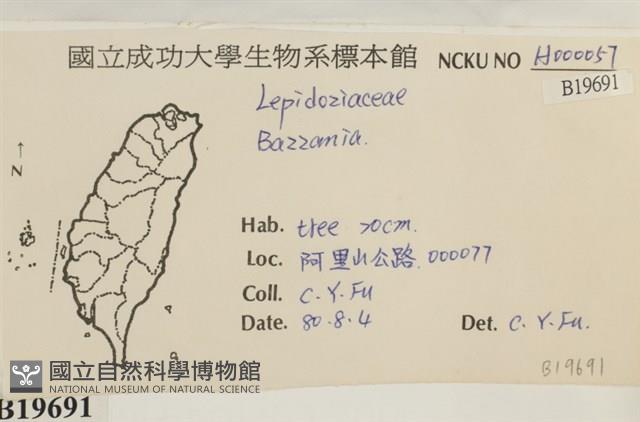 國立成功大學生物系標本館 NCKU NO H000057
B19691
Lepidoziaceae
Bazzania.
↑
N
Hab. tree >0cm.
Loc. 阿里山公路. 000077
Coll. C. Y. Fu
Date. 80.8.4 Det. C. Y. Fu.
B19691
國立自然科學博物館
NATIONAL MUSEUM OF NATURAL SCIENCE
B19691